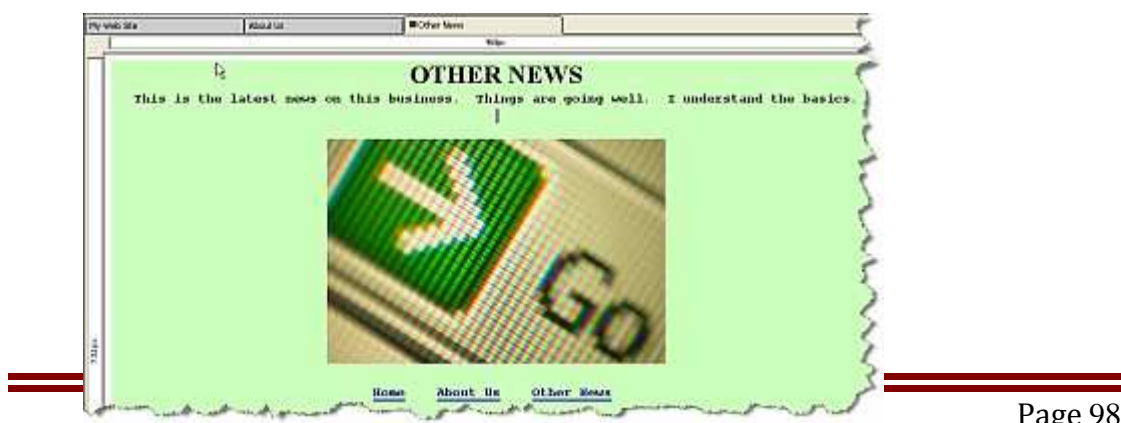 My Web Site About Us Other News
OTHER NEWS
This is the latest news on this business. Things are going well. I understand the basics.
Go
Home About Us Other News
Page 98